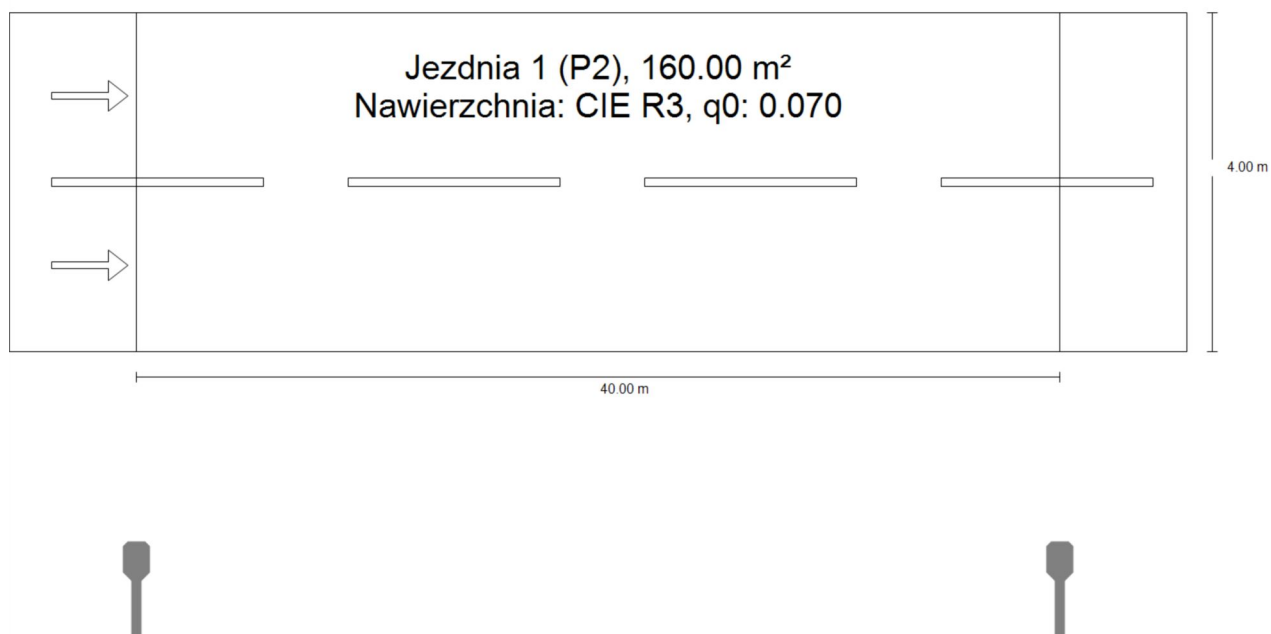 Jezdnia 1 (P2), 160.00 m²
Nawierzchnia: CIE R3, q0: 0.070
4.00 m
40.00 m